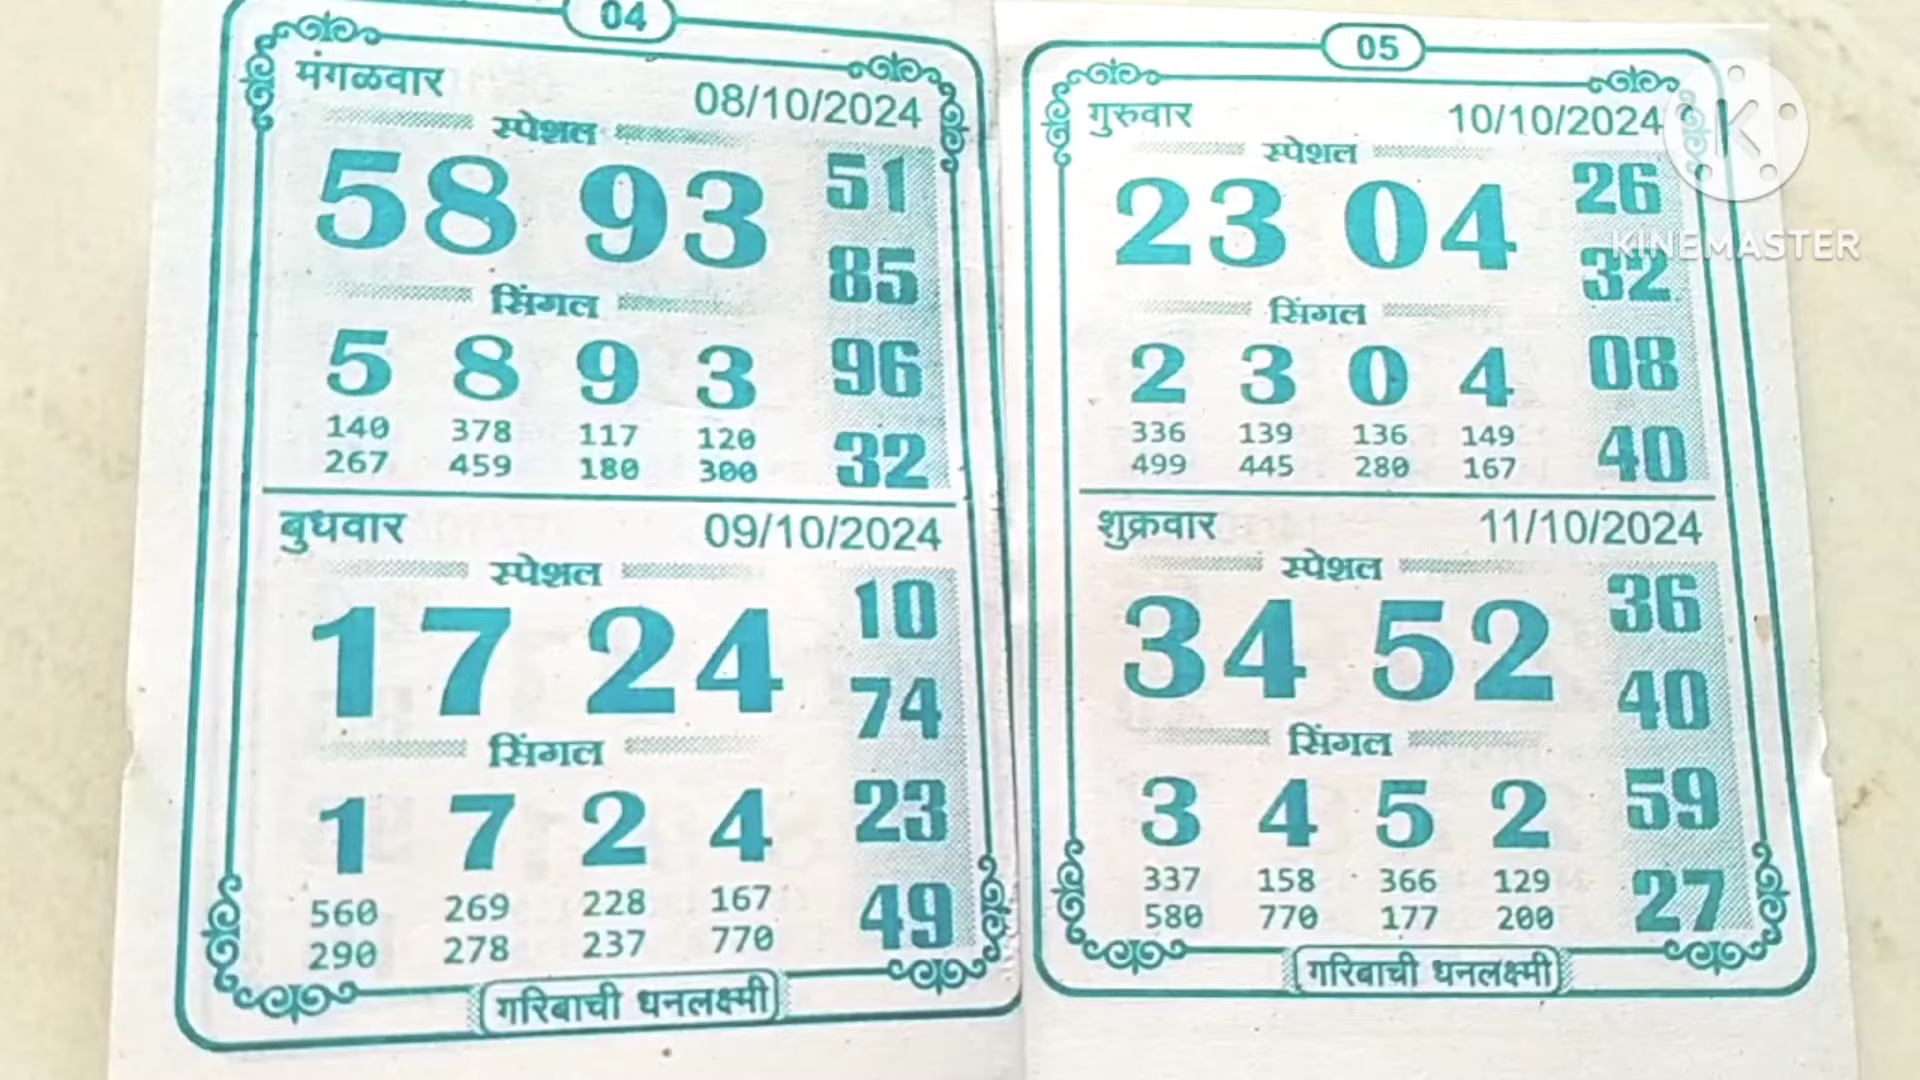 04
मंगळवार 08/10/2024
स्पेशल
58 93 51
85
सिंगल
5 8 9 3 96
140 378 117 120
267 459 180 300 32
बुधवार 09/10/2024
स्पेशल
17 24 10
74
सिंगल
1 7 2 4 23
560 269 228 167
290 278 237 770 49
गरिबाची धनलक्ष्मी
05
गुरुवार 10/10/2024
स्पेशल
23 04 26
32
सिंगल
2 3 0 4 08
336 139 136 149
499 445 280 167 40
शुक्रवार 11/10/2024
स्पेशल
34 52 36
40
सिंगल
3 4 5 2 59
337 158 366 129
580 770 177 200 27
गरिबाची धनलक्ष्मी
K
KINEMASTER